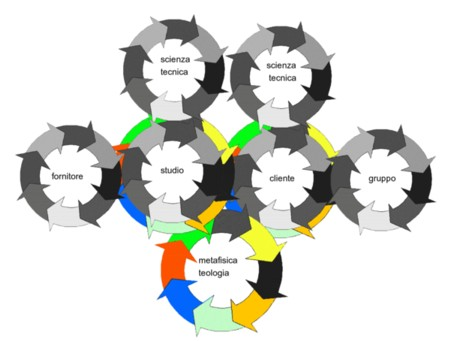 scienza
tecnica
scienza
tecnica
fornitore
studio
cliente
gruppo
metafisica
teologia